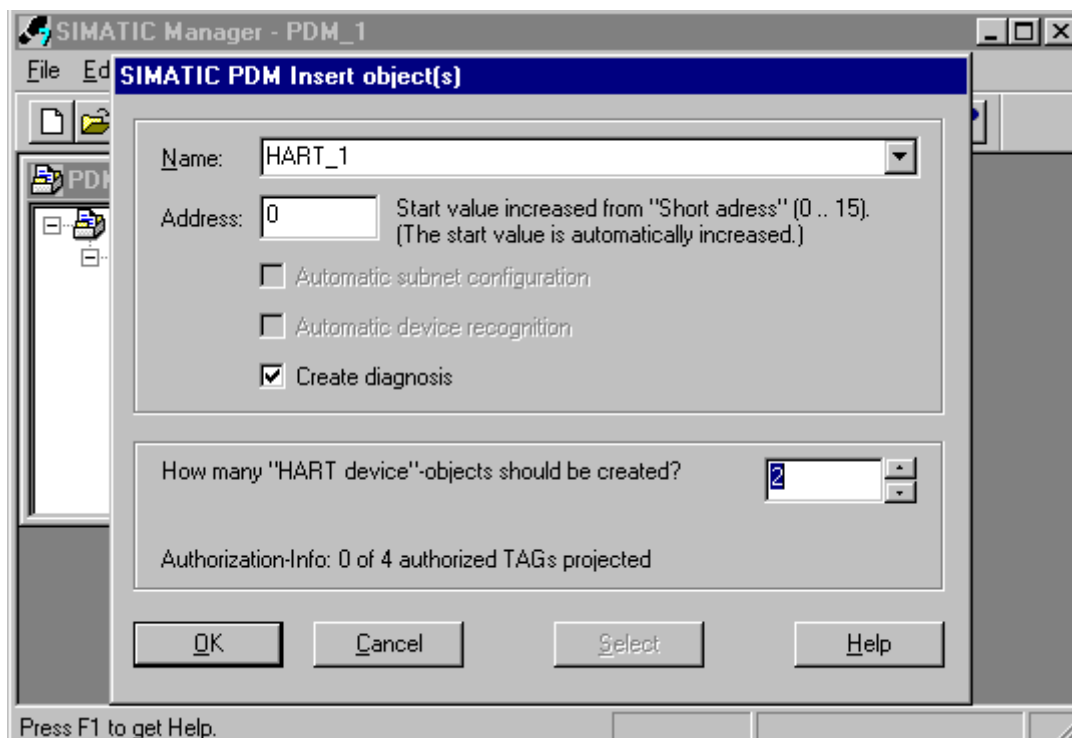 SIMATIC Manager - PDM_1
File Ed
SIMATIC PDM Insert object(s)
PDM
Name: HART_1
Address: 0 Start value increased from "Short adress" (0 .. 15).
(The start value is automatically increased.)
Automatic subnet configuration
Automatic device recognition
Create diagnosis
How many "HART device"-objects should be created? 2
Authorization-Info: 0 of 4 authorized TAGs projected
OK Cancel Select Help
Press F1 to get Help.